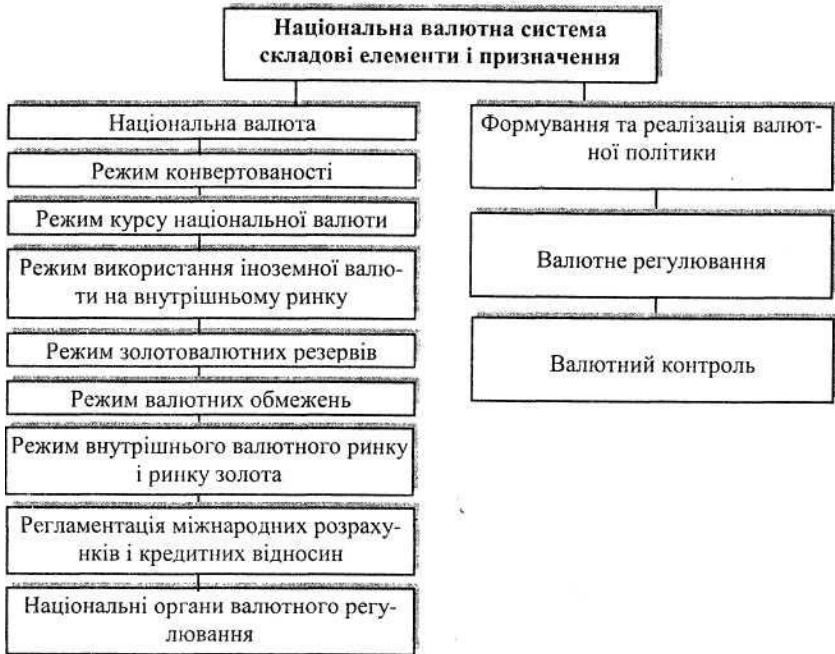 Національна валютна система
складові елементи і призначення
Національна валюта
Режим конвертованості
Режим курсу національної валюти
Режим використання іноземної валю-
ти на внутрішньому ринку
Режим золотовалютних резервів
Режим валютних обмежень
Режим внутрішнього валютного ринку
і ринку золота
Регламентація міжнародних розраху-
нків і кредитних відносин
Національні органи валютного регу-
лювання
Формування та реалізація валют-
ної політики
Валютне регулювання
Валютний контроль